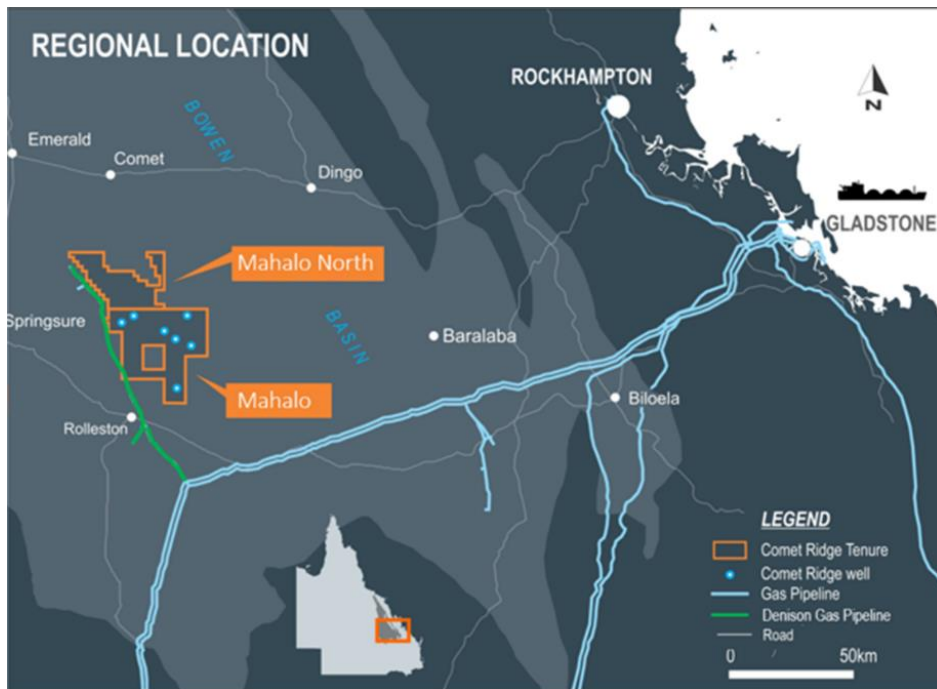 REGIONAL LOCATION
ROCKHAMPTON
N
BOWEN
Emerald
Comet
Dingo
GLADSTONE
Mahalo North
Springsure
BASIN
Baralaba
Mahalo
Biloela
Rolleston
LEGEND
Comet Ridge Tenure
Comet Ridge well
Gas Pipeline
Denison Gas Pipeline
Road
0 50km